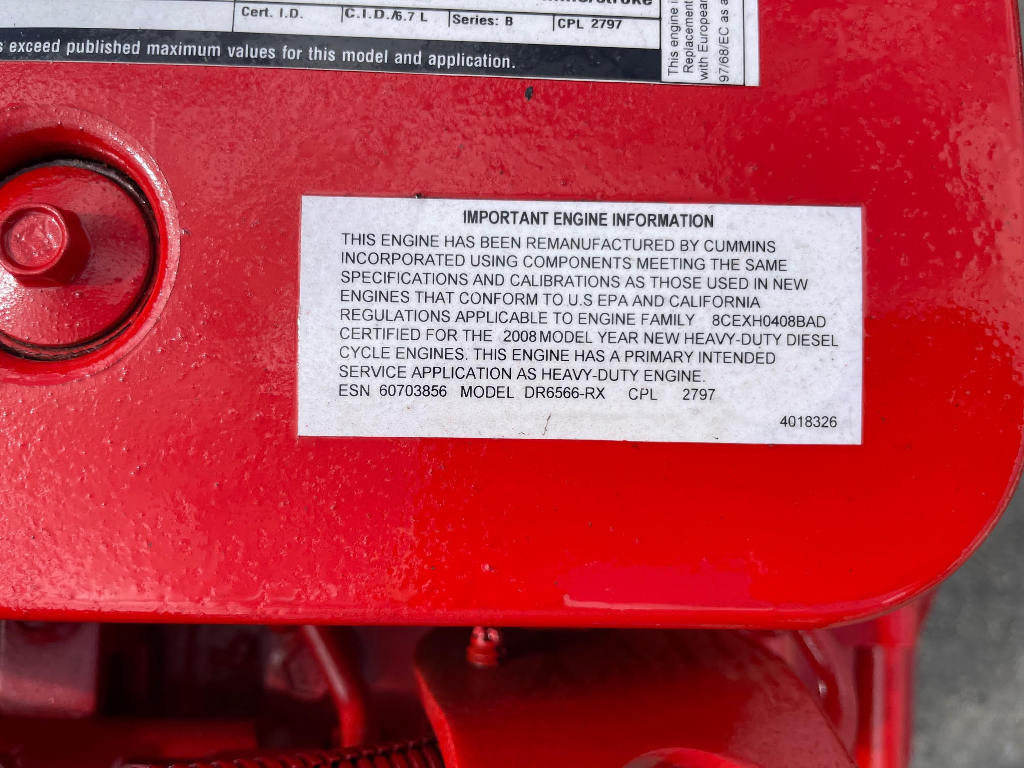 mm/stroke
Cert. I.D. C.I.D./6.7 L Series: B CPL 2797
exceed published maximum values for this model and application.
This engine i
Replacement
with European
97/68/EC as a
IMPORTANT ENGINE INFORMATION
THIS ENGINE HAS BEEN REMANUFACTURED BY CUMMINS
INCORPORATED USING COMPONENTS MEETING THE SAME
SPECIFICATIONS AND CALIBRATIONS AS THOSE USED IN NEW
ENGINES THAT CONFORM TO U.S EPA AND CALIFORNIA
REGULATIONS APPLICABLE TO ENGINE FAMILY 8CEXH0408BAD
CERTIFIED FOR THE 2008 MODEL YEAR NEW HEAVY-DUTY DIESEL
CYCLE ENGINES. THIS ENGINE HAS A PRIMARY INTENDED
SERVICE APPLICATION AS HEAVY-DUTY ENGINE.
ESN 60703856 MODEL DR6566-RX CPL 2797
4018326